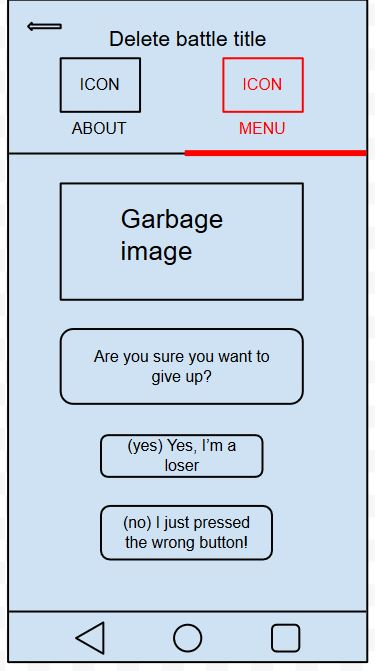 Delete battle title
ICON
ICON
ABOUT
MENU
Garbage
image
Are you sure you want to
give up?
(yes) Yes, I'm a
loser
(no) I just pressed
the wrong button!